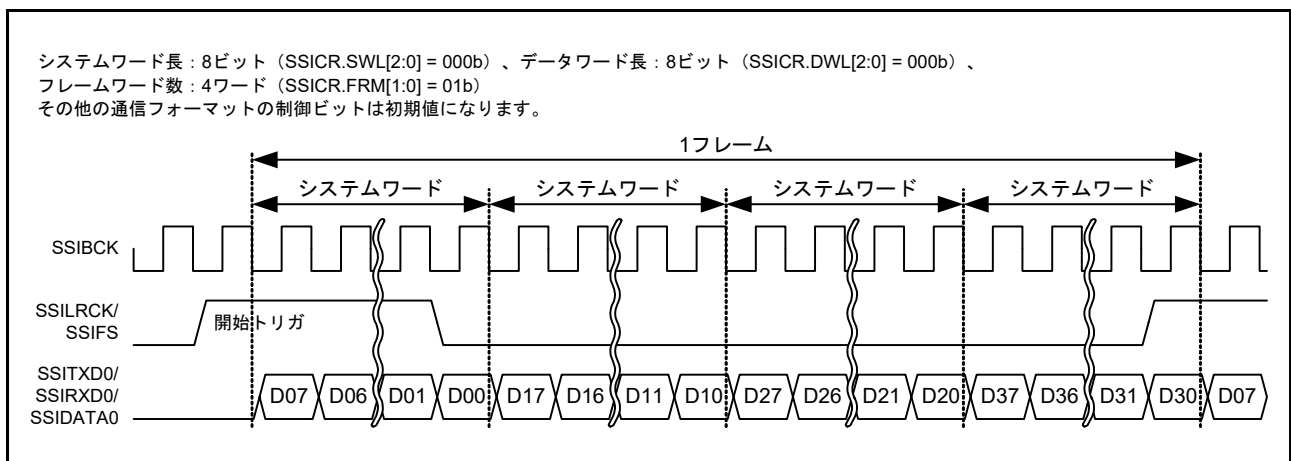 システムワード長：8ビット（SSICR.SWL[2:0] = 000b）、データワード長：8ビット（SSICR.DWL[2:0] = 000b）、
フレームワード数：4ワード（SSICR.FRM[1:0] = 01b）
その他の通信フォーマットの制御ビットは初期値になります。
1フレーム
システムワード システムワード システムワード システムワード
SSIBCK
SSILRCK/
SSIFS
開始トリガ
SSITXD0/
SSIRXD0/
SSIDATA0
D07 D06 D01 D00 D17 D16 D11 D10 D27 D26 D21 D20 D37 D36 D31 D30 D07